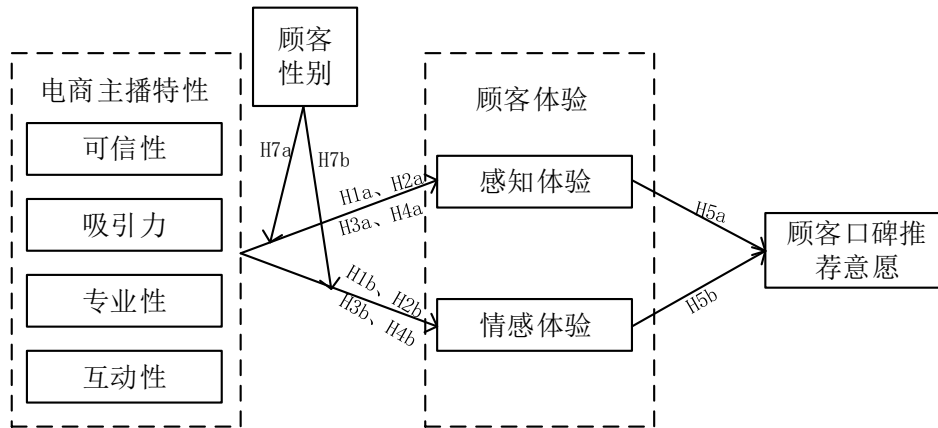 顾客
性别
电商主播特性
可信性
吸引力
专业性
互动性
H7a
H7b
H1a、H2a
H3a、H4a
H1b、H2b
H3b、H4b
顾客体验
感知体验
情感体验
H5a
H5b
顾客口碑推
荐意愿